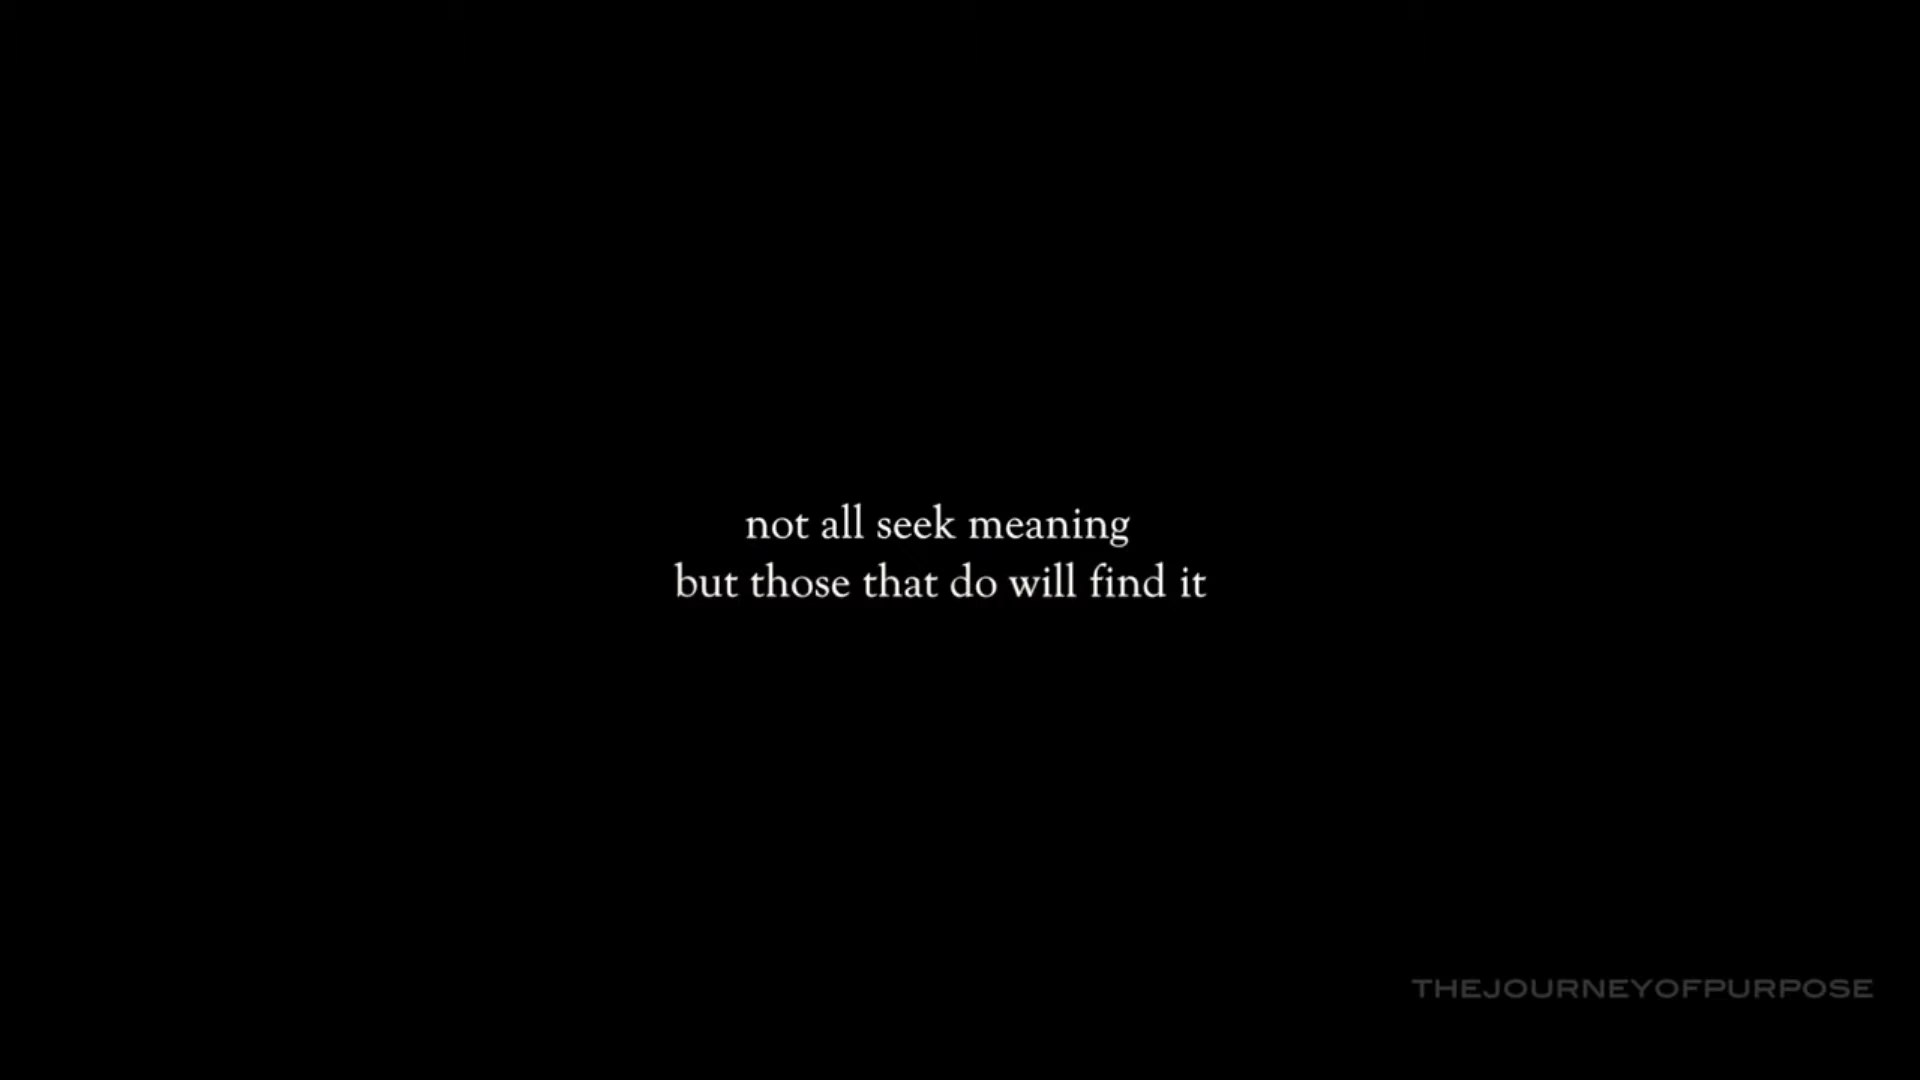 not all seek meaning
but those that do will find it
THEJOURNEYOFPURPOSE